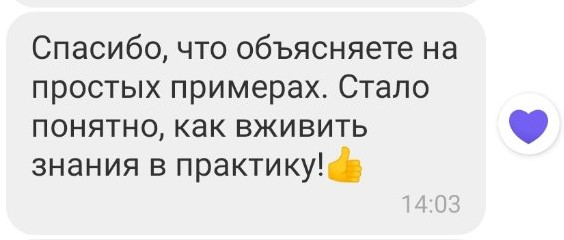 Спасибо, что объясняете на
простых примерах. Стало
понятно, как вживить
знания в практику!👍
14:03